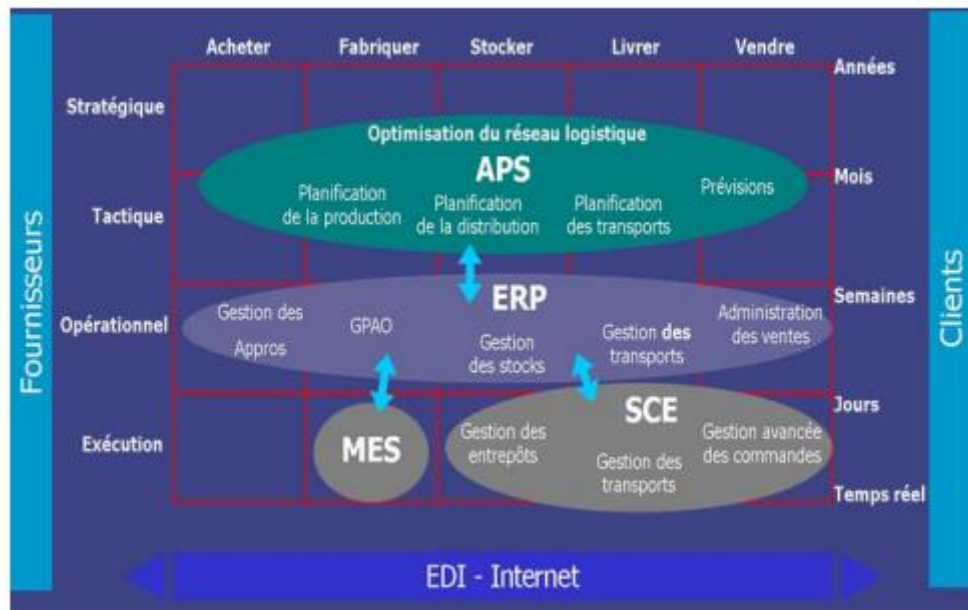 Acheter Fabriquer Stocker Livrer Vendre
Années
Stratégique
Optimisation du réseau logistique
APS
Mois
Prévisions
Planification
de la production
Planification
de la distribution
Planification
des transports
Tactique
Semaines
ERP
Opérationnel
Gestion des
Appros
GPAO
Gestion
des stocks
Gestion des
transports
Administration
des ventes
Jours
SCE
Exécution
MES
Gestion des
entrepôts
Gestion des
transports
Gestion avancée
des commandes
Temps réel
Fournisseurs
Clients
EDI - Internet